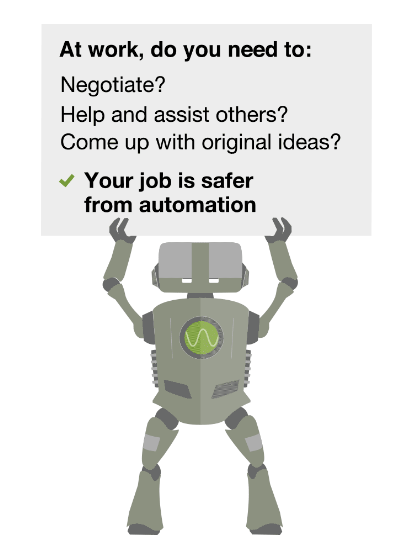 At work, do you need to:
Negotiate?
Help and assist others?
Come up with original ideas?
Your job is safer
from automation